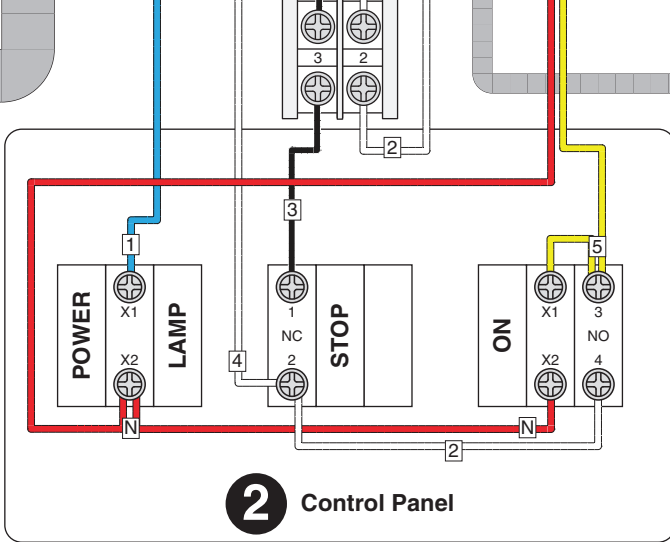 3 2
2
3
1
5
POWER
X1
X2
LAMP
1
NC
2
STOP
ON
X1
X2
3
NO
4
4
N
N
2
2 Control Panel